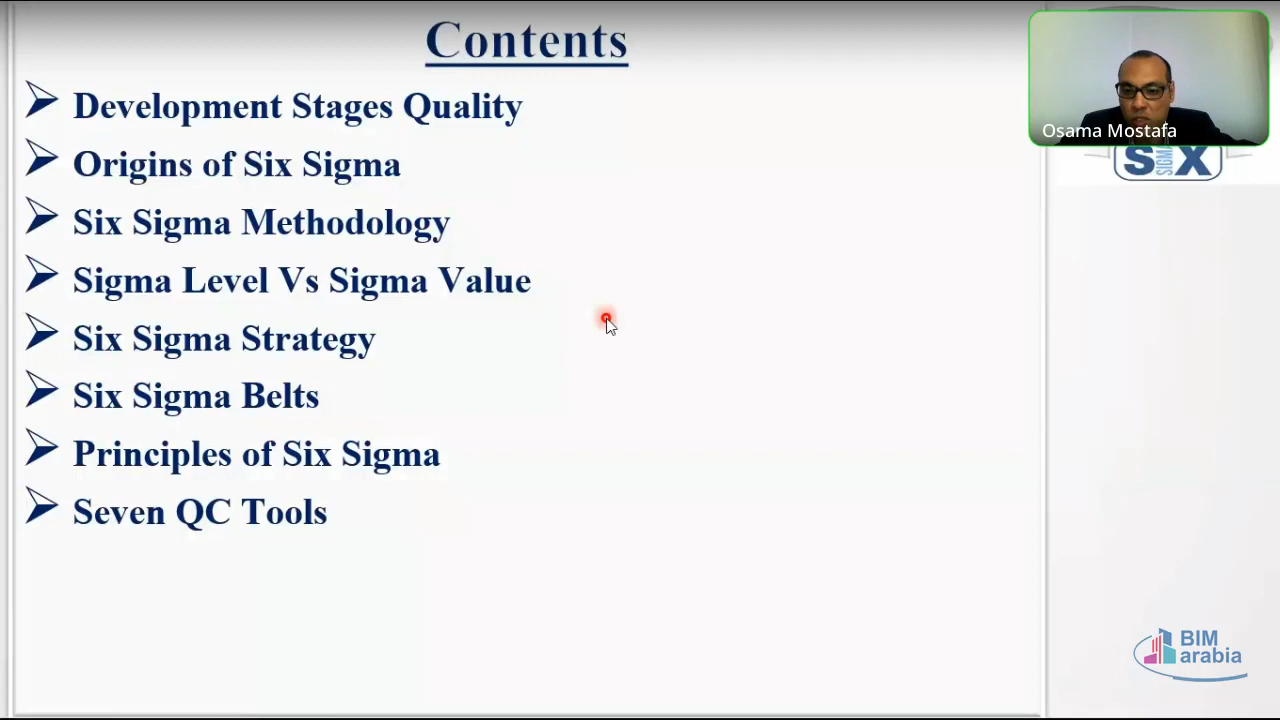 Contents
Development Stages Quality
Origins of Six Sigma
Six Sigma Methodology
Sigma Level Vs Sigma Value
Six Sigma Strategy
Six Sigma Belts
Principles of Six Sigma
Seven QC Tools
Osama Mostafa
SIX
SIGMA
BIM
arabia